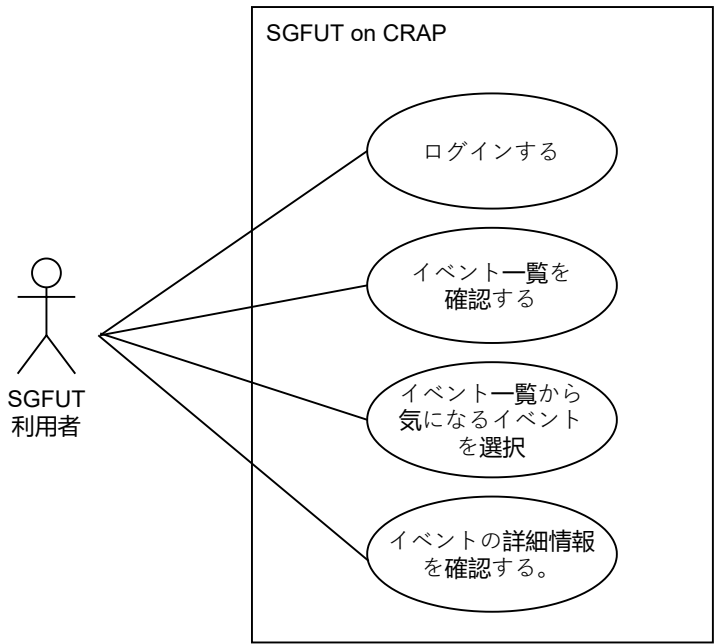 SGFUT on CRAP
ログインする
イベント一覧を
確認する
イベント一覧から
気になるイベント
を選択
イベントの詳細情報
を確認する。
SGFUT
利用者